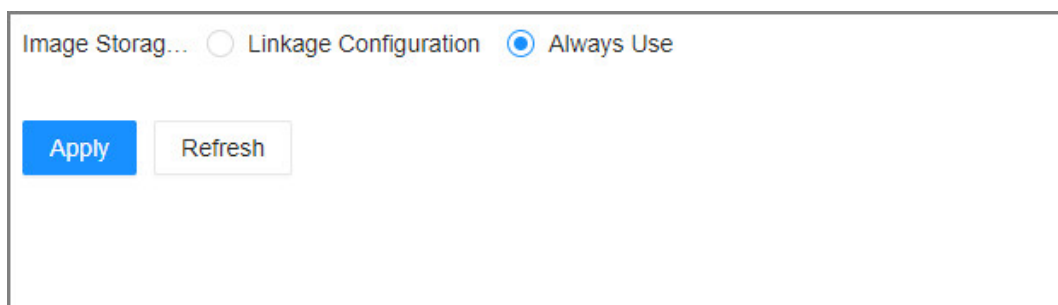 Image Storag... Linkage Configuration Always Use
Apply Refresh